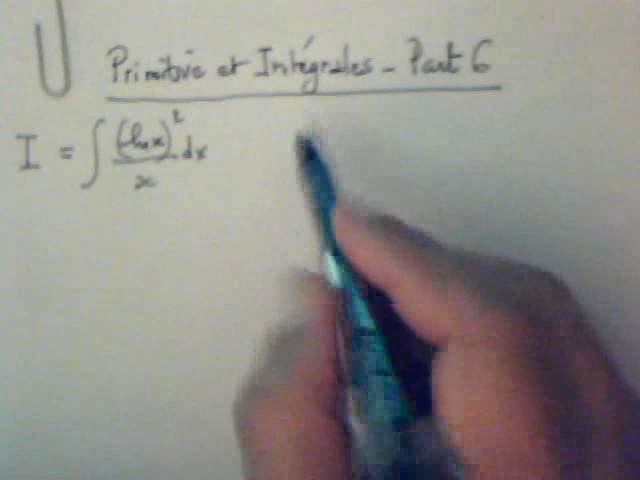 Primitive et Intégrales - Part 6
I = ∫ (ln x)² / x dx